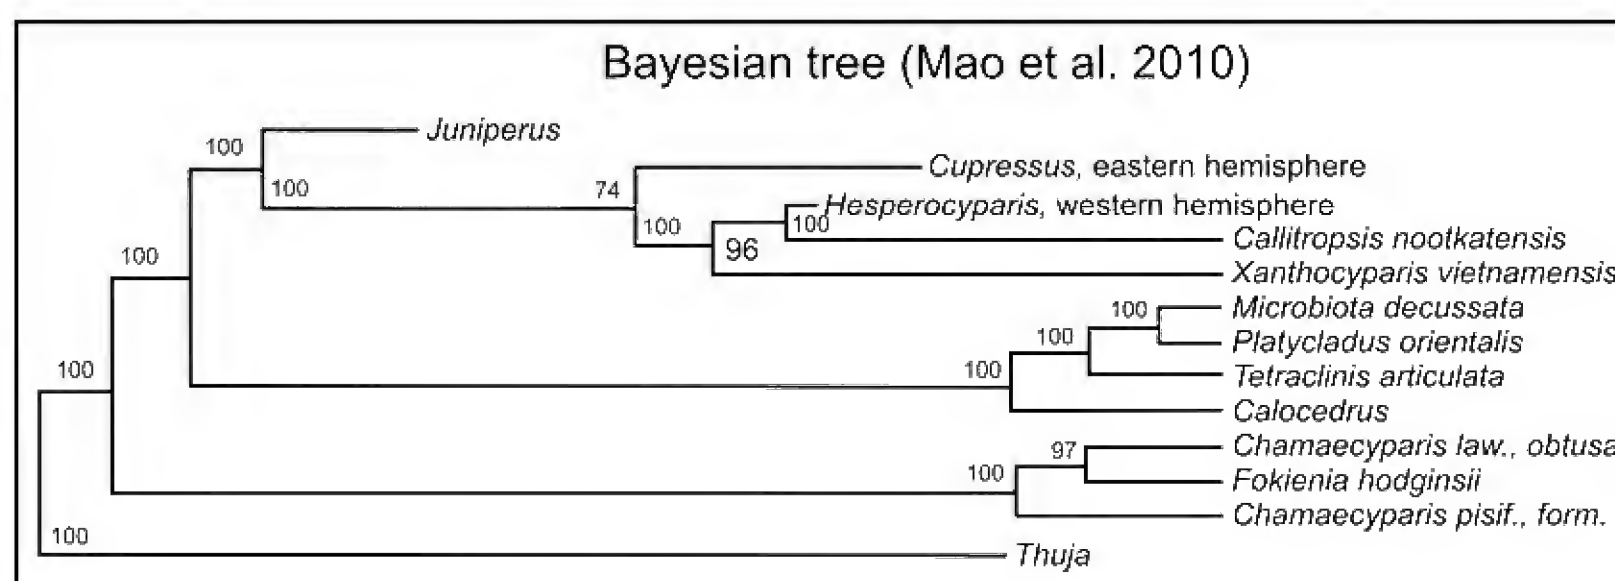 Bayesian tree (Mao et al. 2010)
100 Juniperus
100 74 Cupressus, eastern hemisphere
Hesperocyparis, western hemisphere
100 100
96 Callitropsis nootkatensis
100 Xanthocyparis vietnamensis
100 Microbiota decussata
100 Platycladus orientalis
100 100 Tetraclinis articulata
Calocedrus
97 Chamaecyparis law., obtusa
100 Fokienia hodginsii
Chamaecyparis pisif., form.
100 Thuja